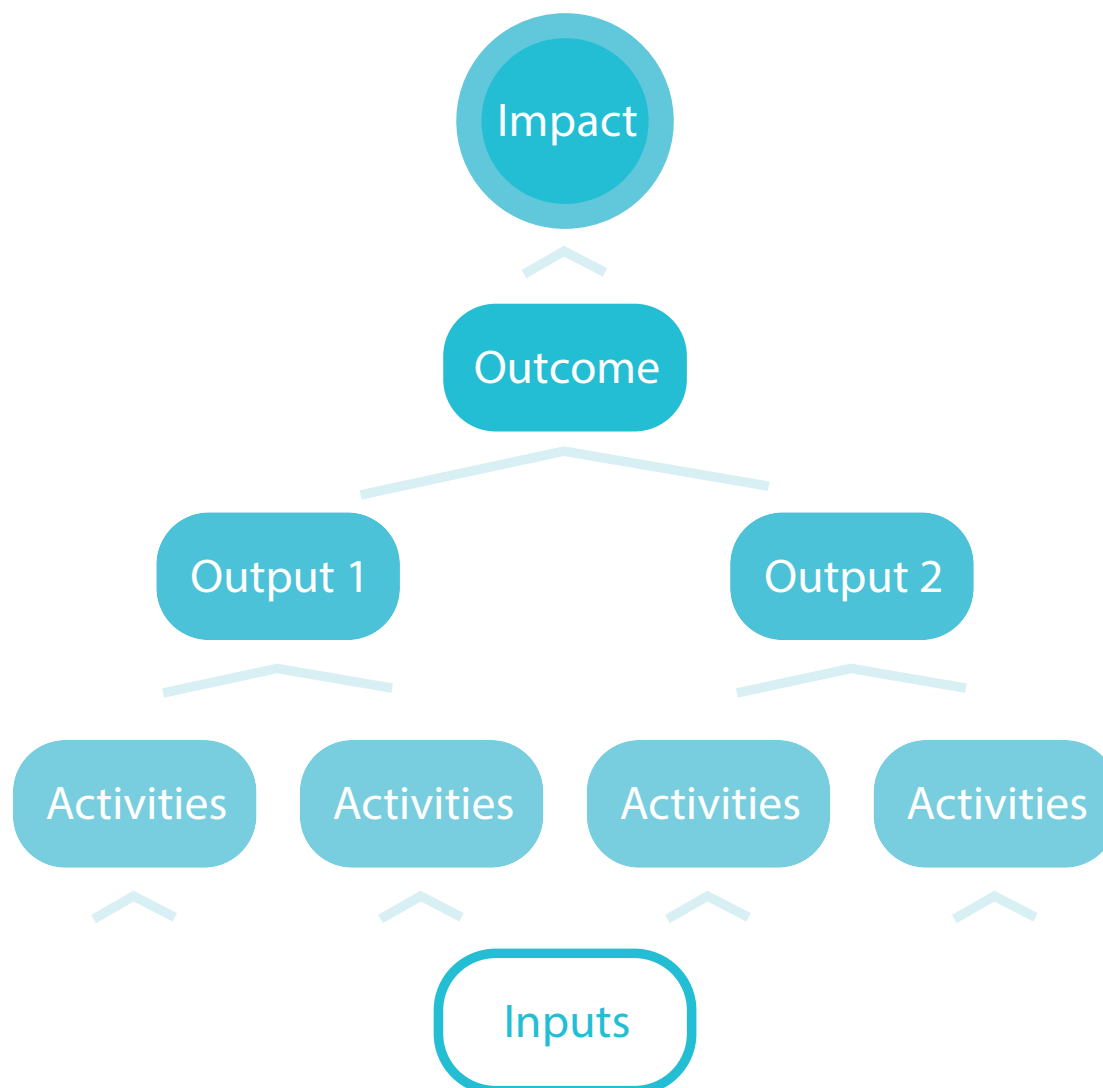 Impact
Outcome
Output 1
Output 2
Activities
Activities
Activities
Activities
Inputs